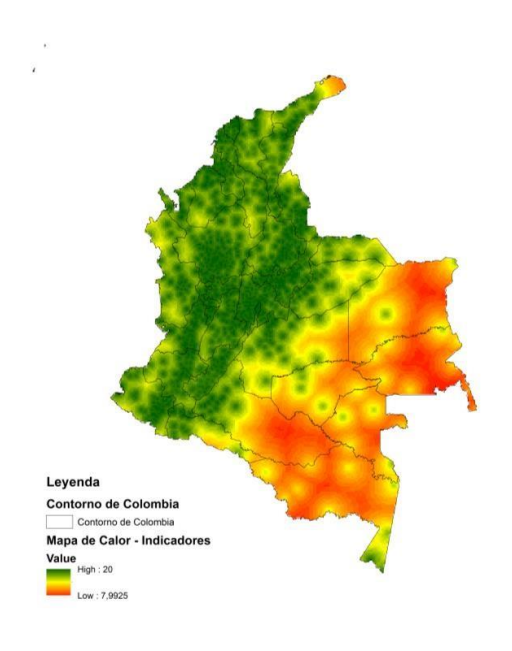 Leyenda
Contorno de Colombia
Contorno de Colombia
Mapa de Calor - Indicadores
Value
High : 20
Low : 7,9925